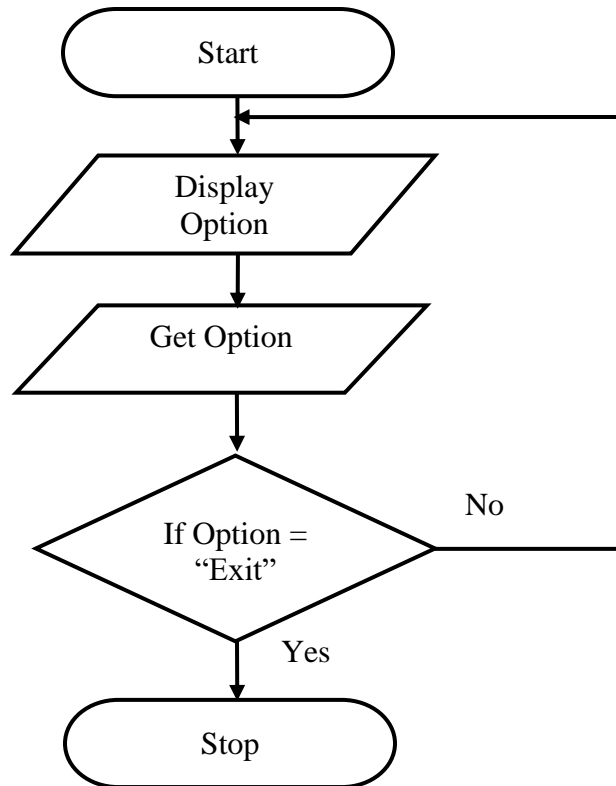 Start
Display
Option
Get Option
If Option =
“Exit”
No
Yes
Stop